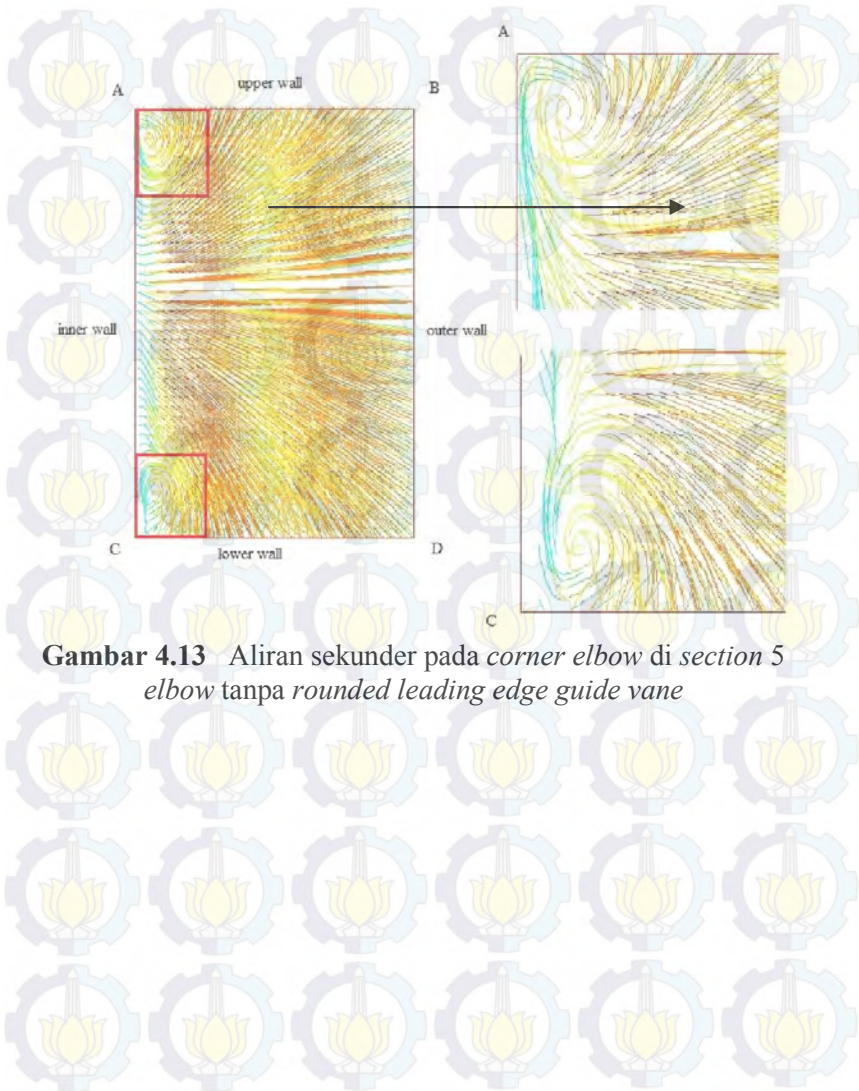 A
upper wall
A
B
inner wall
outer wall
C
lower wall
D
C
Gambar 4.13 Aliran sekunder pada corner elbow di section 5
elbow tanpa rounded leading edge guide vane